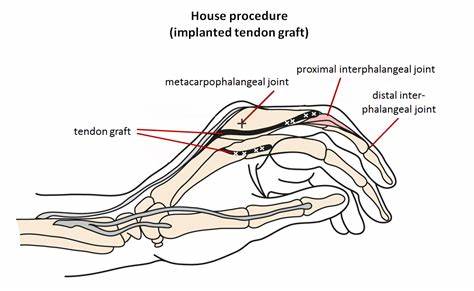 House procedure
(implanted tendon graft)
proximal interphalangeal joint
metacarpophalangeal joint
distal inter-
phalangeal joint
tendon graft